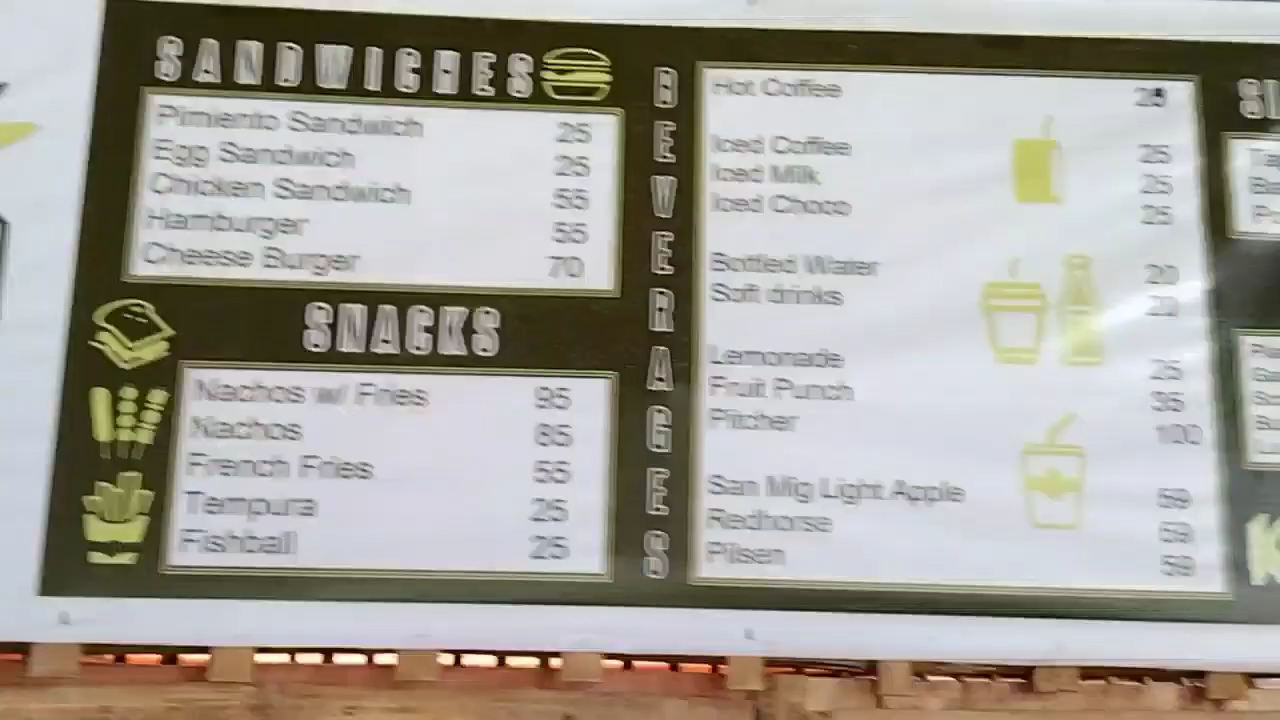 SANDWICHES
Pimiento Sandwich 25
Egg Sandwich 25
Chicken Sandwich 55
Hamburger 55
Cheese Burger 70
SNACKS
Nachos w/ Fries 95
Nachos 85
French Fries 55
Tempura 25
Fishball 25
BEVERAGES
Hot Coffee
Iced Coffee 25
Iced Milk 25
Iced Choco 25
Bottled Water 20
Soft drinks 20
Lemonade 25
Fruit Punch 35
Pitcher 100
San Mig Light Apple 59
Redhorse 59
Pilsen 59